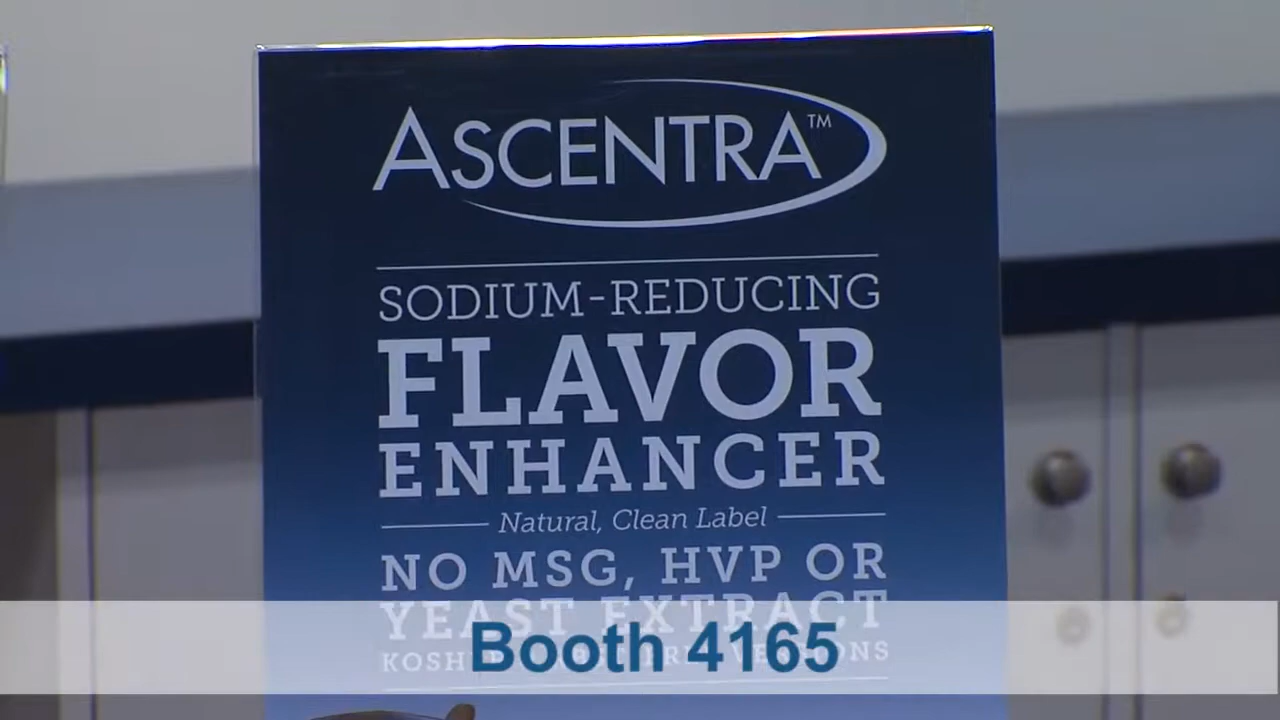 ASCENTRA™
SODIUM-REDUCING
FLAVOR
ENHANCER
Natural, Clean Label
NO MSG, HVP OR
YEAST EXTRACT
Booth 4165